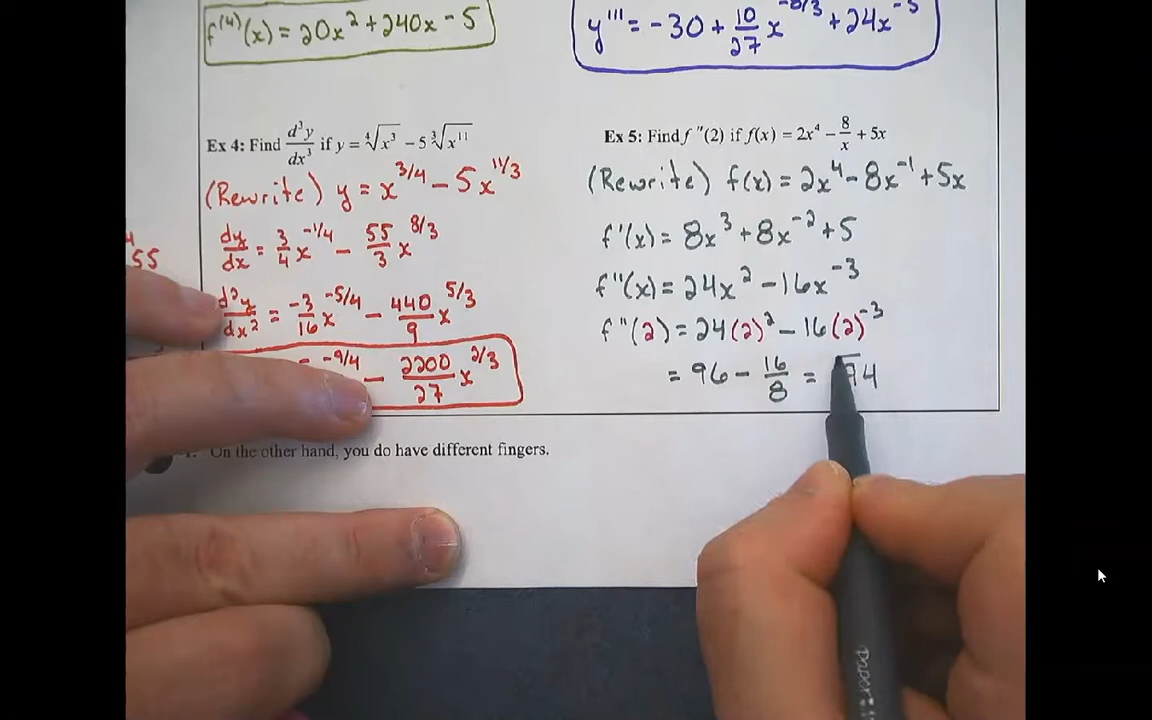 f⁽⁴⁾(x) = 20x² + 240x - 5
y''' = -30 + 10/27 x^-8/3 + 24x^-5
Ex 4: Find d³y/dx³ if y = ⁴√x³ - 5 ³√x¹¹
(Rewrite) y = x^3/4 - 5x^11/3
dy/dx = 3/4 x^-1/4 - 55/3 x^8/3
55
d²y/dx² = -3/16 x^-5/4 - 440/9 x^5/3
= -9/4 - 2200/27 x^2/3
Ex 5: Find f "(2) if f(x) = 2x⁴ - 8/x + 5x
(Rewrite) f(x) = 2x⁴ - 8x⁻¹ + 5x
f'(x) = 8x³ + 8x⁻² + 5
f"(x) = 24x² - 16x⁻³
f"(2) = 24(2)² - 16(2)⁻³
= 96 - 16/8 = 94
On the other hand, you do have different fingers.